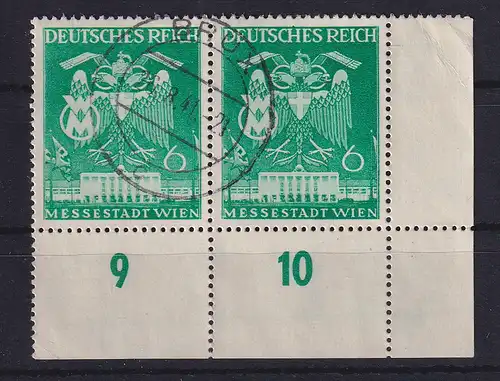 DEUTSCHES REICH
DEUTSCHES REICH
6
6
MESSESTADT WIEN
MESSESTADT WIEN
9
10